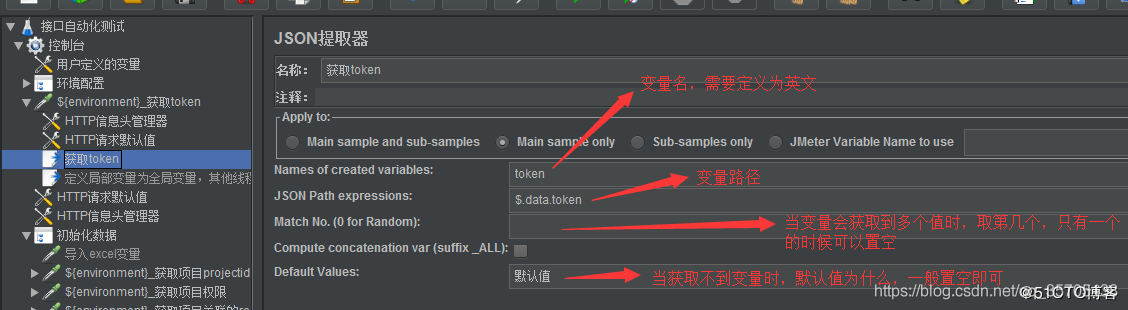 接口自动化测试
控制台
用户定义的变量
环境配置
${environment}_获取token
HTTP信息头管理器
HTTP请求默认值
获取token
定义局部变量为全局变量，其他线程
HTTP请求默认值
HTTP信息头管理器
初始化数据
导入excel变量
${environment}_获取项目projectid
${environment}_获取项目权限
JSON提取器
名称： 获取token
变量名，需要定义为英文
注释：
Apply to:
Main sample and sub-samples Main sample only Sub-samples only JMeter Variable Name to use
Names of created variables: token
变量路径
JSON Path expressions: $.data.token
Match No. (0 for Random):
当变量会获取到多个值时，取第几个，只有一个
的时候可以置空
Compute concatenation var (suffix _ALL):
Default Values: 默认值
当获取不到变量时，默认值为什么，一般置空即可
https://blog.csdn.net/
@51CTO博客